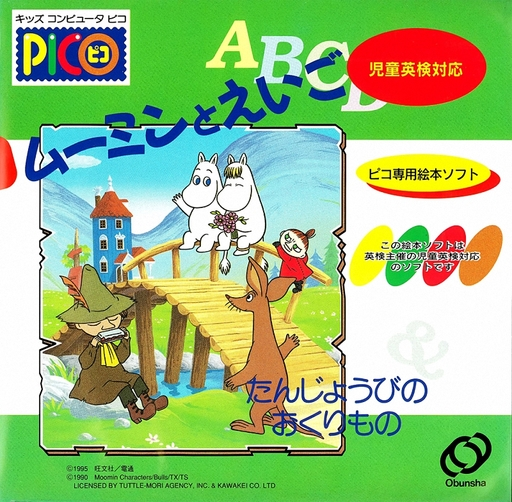 キッズ コンピュータ ピコ
PiCO ピコ
ABCD
児童英検対応
ムーミンとえいご
ピコ専用絵本ソフト
この絵本ソフトは
英検主催の児童英検対応
のソフトです
&
たんじょうびの
おくりもの
©1995 旺文社/電通
©1990 Moomin Characters/Bulls/TX/TS
LICENSED BY TUTTLE-MORI AGENCY, INC. & KAWAKEI CO. LTD
Obunsha